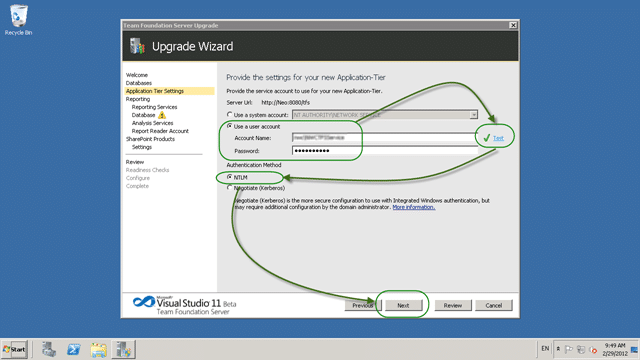 Recycle Bin
Team Foundation Server Upgrade
Upgrade Wizard
Welcome
Databases
Application Tier Settings
Reporting
Reporting Services
Database
Analysis Services
Report Reader Account
SharePoint Products
Settings
Review
Readiness Checks
Configure
Complete
Provide the settings for your new Application-Tier
Provide the service account to use for your new Application-Tier.
Server Url: http://Neo:8080/tfs
Use a system account: NT AUTHORITY\NETWORK SERVICE
Use a user account
Account Name:
Password: ●●●●●●●●●●
Test
Authentication Method
NTLM
Negotiate (Kerberos)
Negotiate (Kerberos) is the more secure configuration to use with Integrated Windows authentication, but
may require additional configuration by the domain administrator. More information.
Microsoft
Visual Studio 11 Beta
Team Foundation Server
Previous Next Review Cancel
Start
EN
9:49 AM
2/29/2012